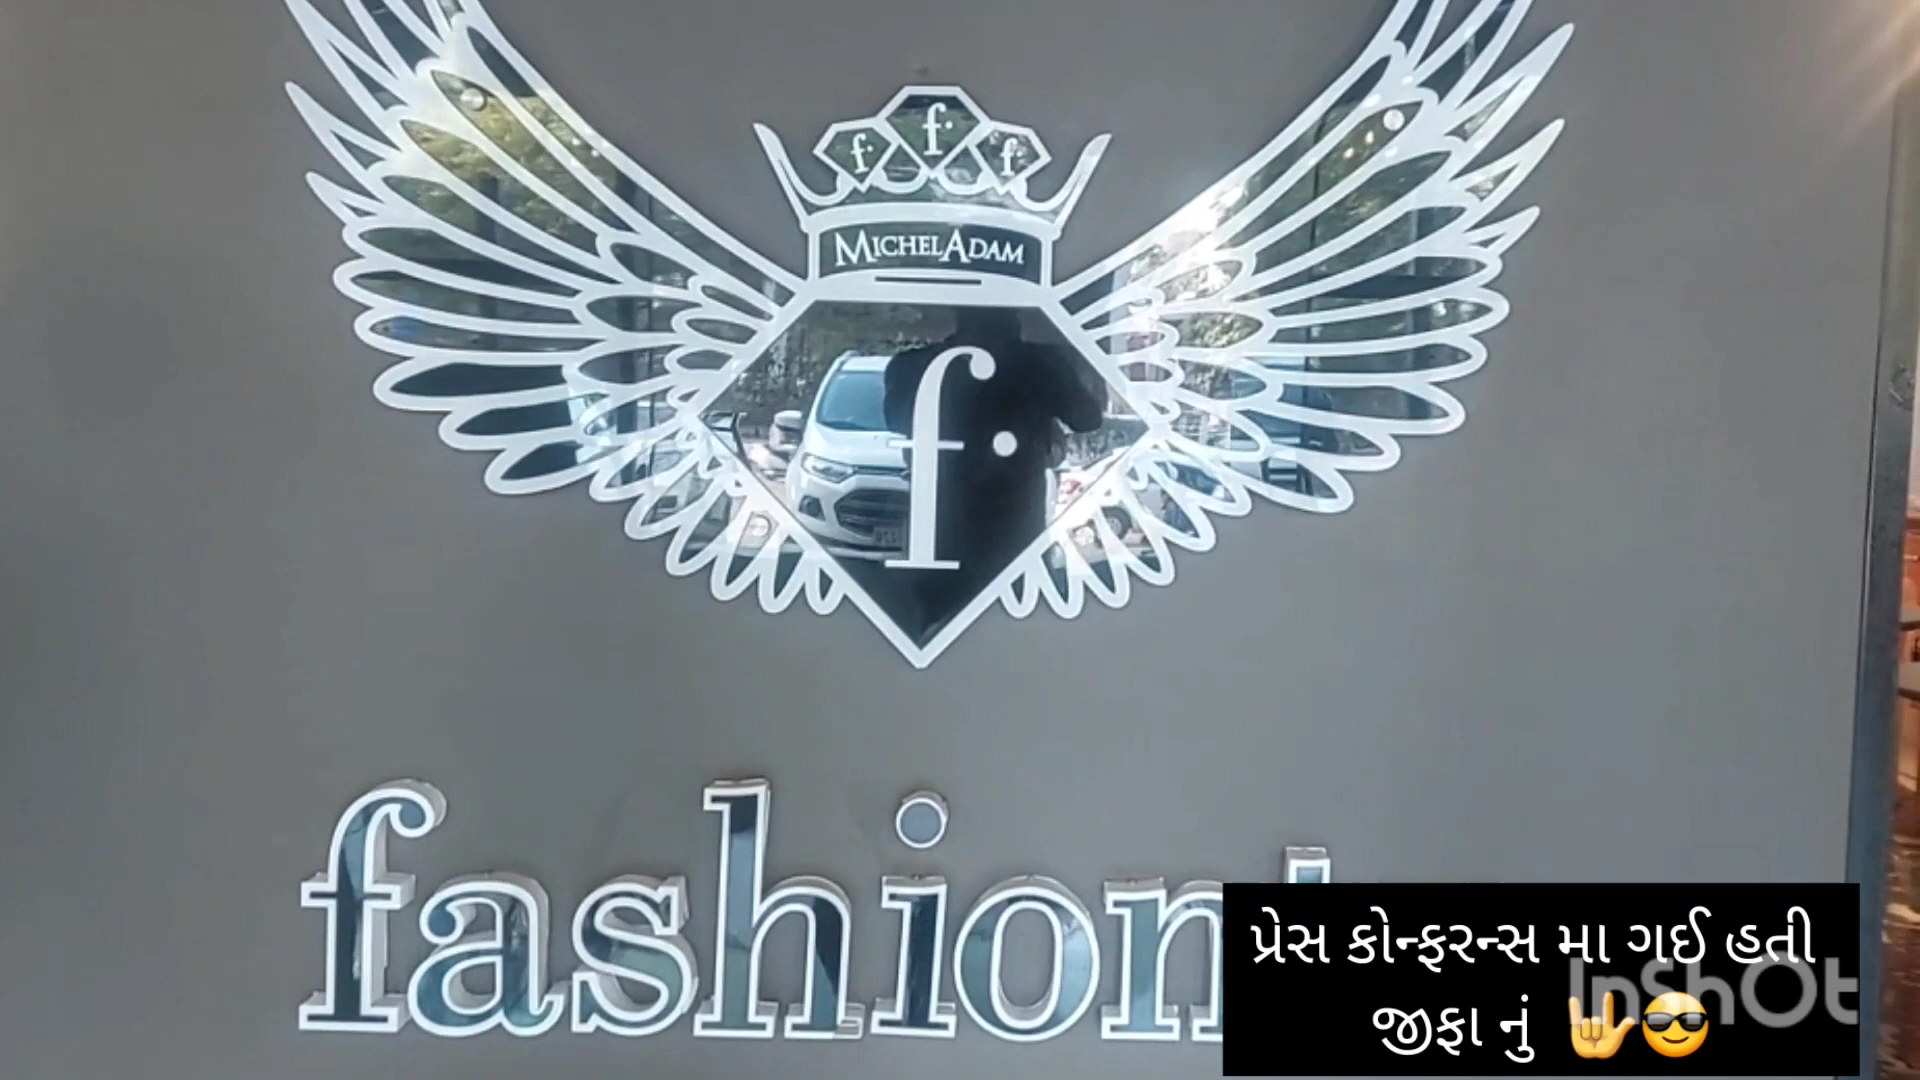 f. f. f.
MICHELADAM
f.
fashion
પ્રેસ કોન્ફરન્સ મા ગઈ હતી
જીફા નું 🤟😎
InShOt